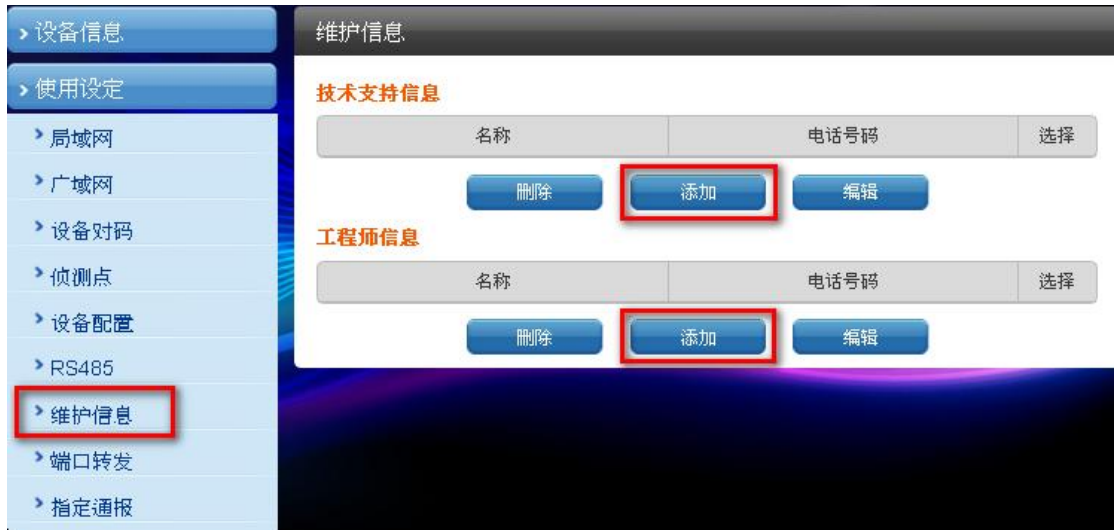 设备信息
使用设定
局域网
广域网
设备对码
侦测点
设备配置
RS485
维护信息
端口转发
指定通报
维护信息
技术支持信息
名称 电话号码 选择
删除 添加 编辑
工程师信息
名称 电话号码 选择
删除 添加 编辑